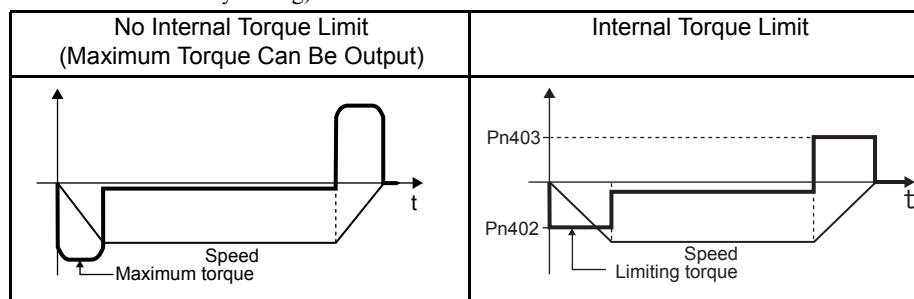 No Internal Torque Limit
(Maximum Torque Can Be Output)
Internal Torque Limit
t
Speed
Maximum torque
Pn403
Pn402
t
Speed
Limiting torque